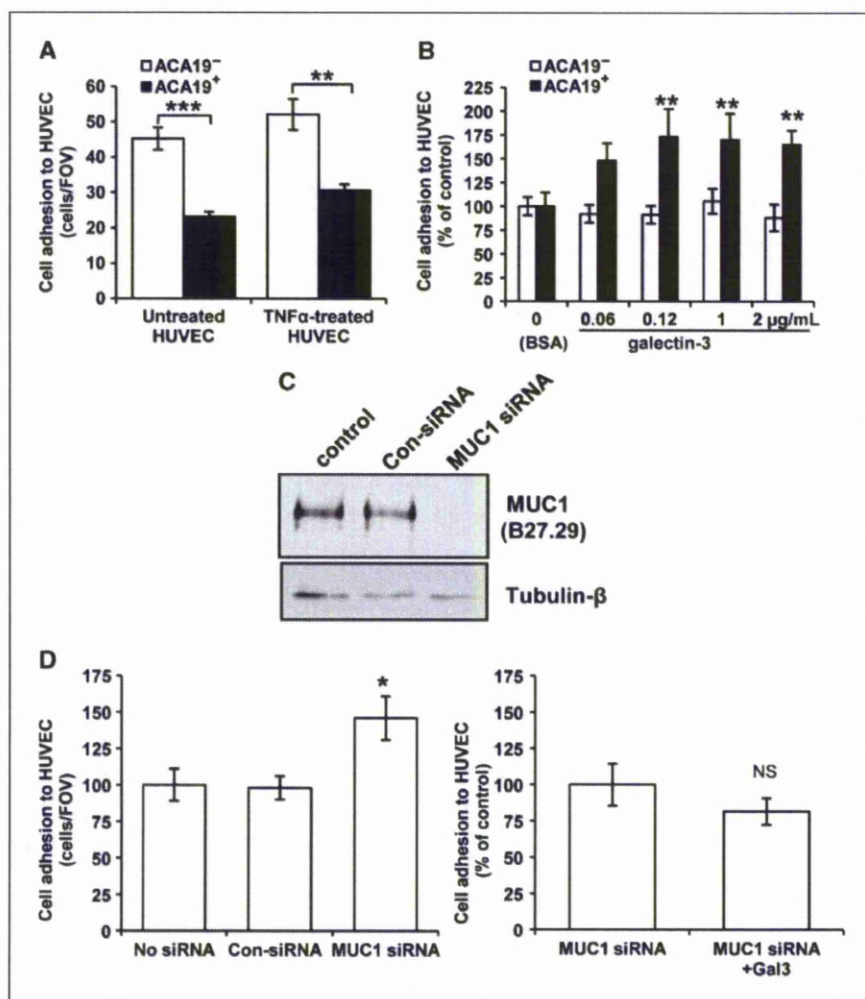 A
ACA19⁻
ACA19⁺
***
**
Cell adhesion to HUVEC
(cells/FOV)
60
50
40
30
20
10
0
Untreated
HUVEC
TNFα-treated
HUVEC
B
ACA19⁻
ACA19⁺
** ** **
Cell adhesion to HUVEC
(% of control)
225
200
175
150
125
100
75
50
25
0
0 0.06 0.12 1 2 µg/mL
(BSA) galectin-3
C
control Con-siRNA MUC1 siRNA
MUC1
(B27.29)
Tubulin-β
D
Cell adhesion to HUVEC
(cells/FOV)
175
150
125
100
75
50
25
0
*
No siRNA Con-siRNA MUC1 siRNA
Cell adhesion to HUVEC
(% of control)
175
150
125
100
75
50
25
0
NS
MUC1 siRNA MUC1 siRNA
+Gal3